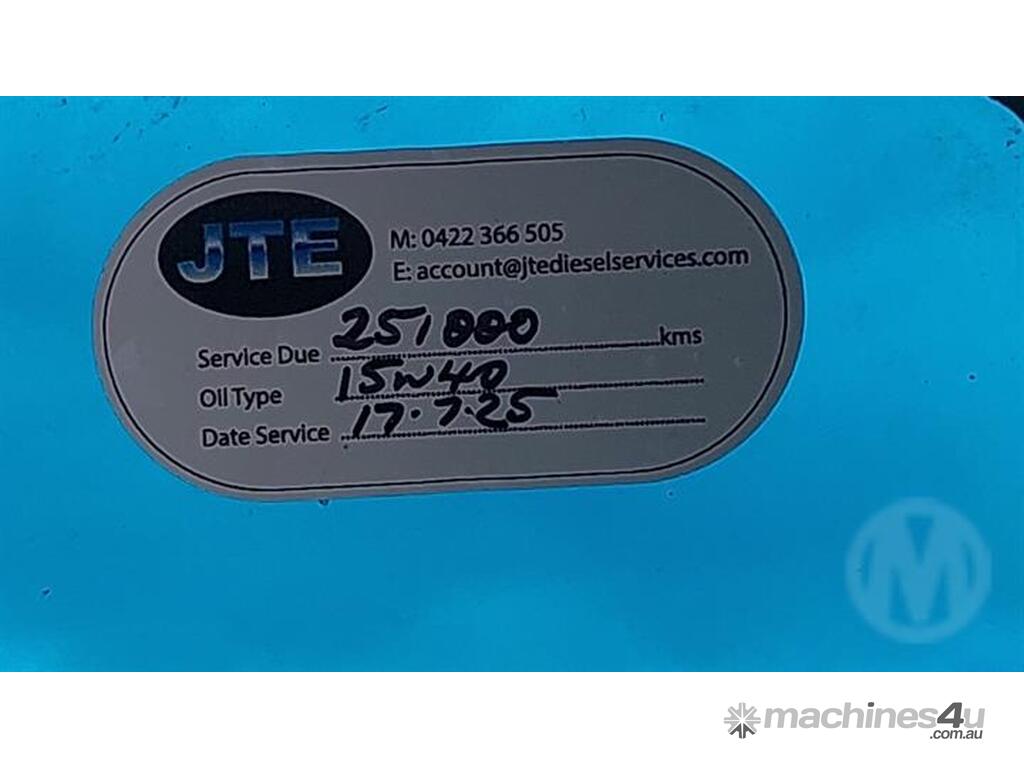 JTE
M: 0422 366 505
E: account@jtedieselservices.com
Service Due 251000 kms
Oil Type 15W40
Date Service 17.7.25
M
machines4u
.com.au